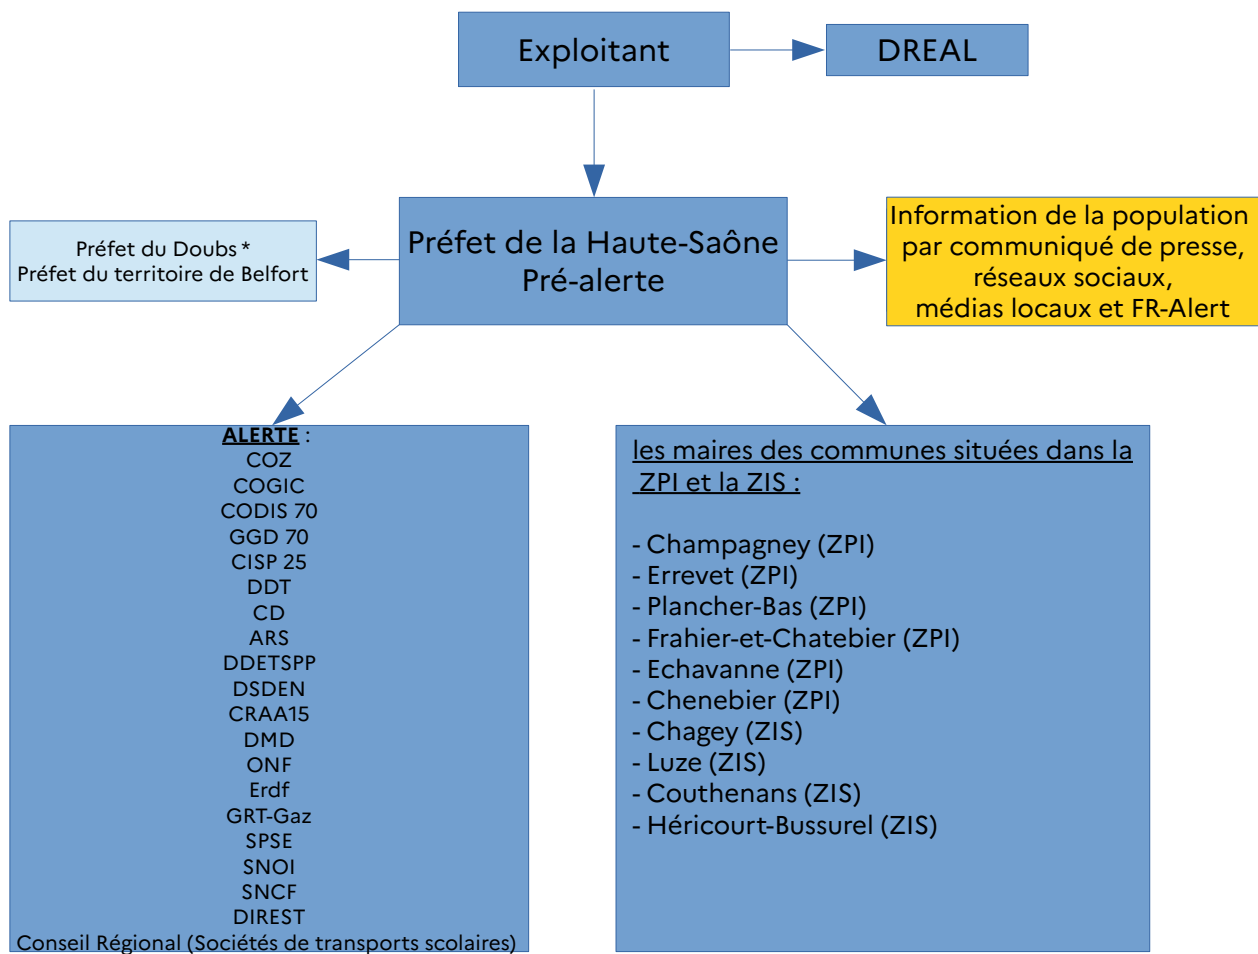 Exploitant
DREAL
Préfet du Doubs *
Préfet du territoire de Belfort
Préfet de la Haute-Saône
Pré-alerte
Information de la population
par communiqué de presse,
réseaux sociaux,
médias locaux et FR-Alert
ALERTE :
COZ
COGIC
CODIS 70
GGD 70
CISP 25
DDT
CD
ARS
DDETSPP
DSDEN
CRAA15
DMD
ONF
Erdf
GRT-Gaz
SPSE
SNOI
SNCF
DIREST
Conseil Régional (Sociétés de transports scolaires)
les maires des communes situées dans la
ZPI et la ZIS :
- Champagney (ZPI)
- Errevet (ZPI)
- Plancher-Bas (ZPI)
- Frahier-et-Chatebier (ZPI)
- Echavanne (ZPI)
- Chenebier (ZPI)
- Chagey (ZIS)
- Luze (ZIS)
- Couthenans (ZIS)
- Héricourt-Bussurel (ZIS)